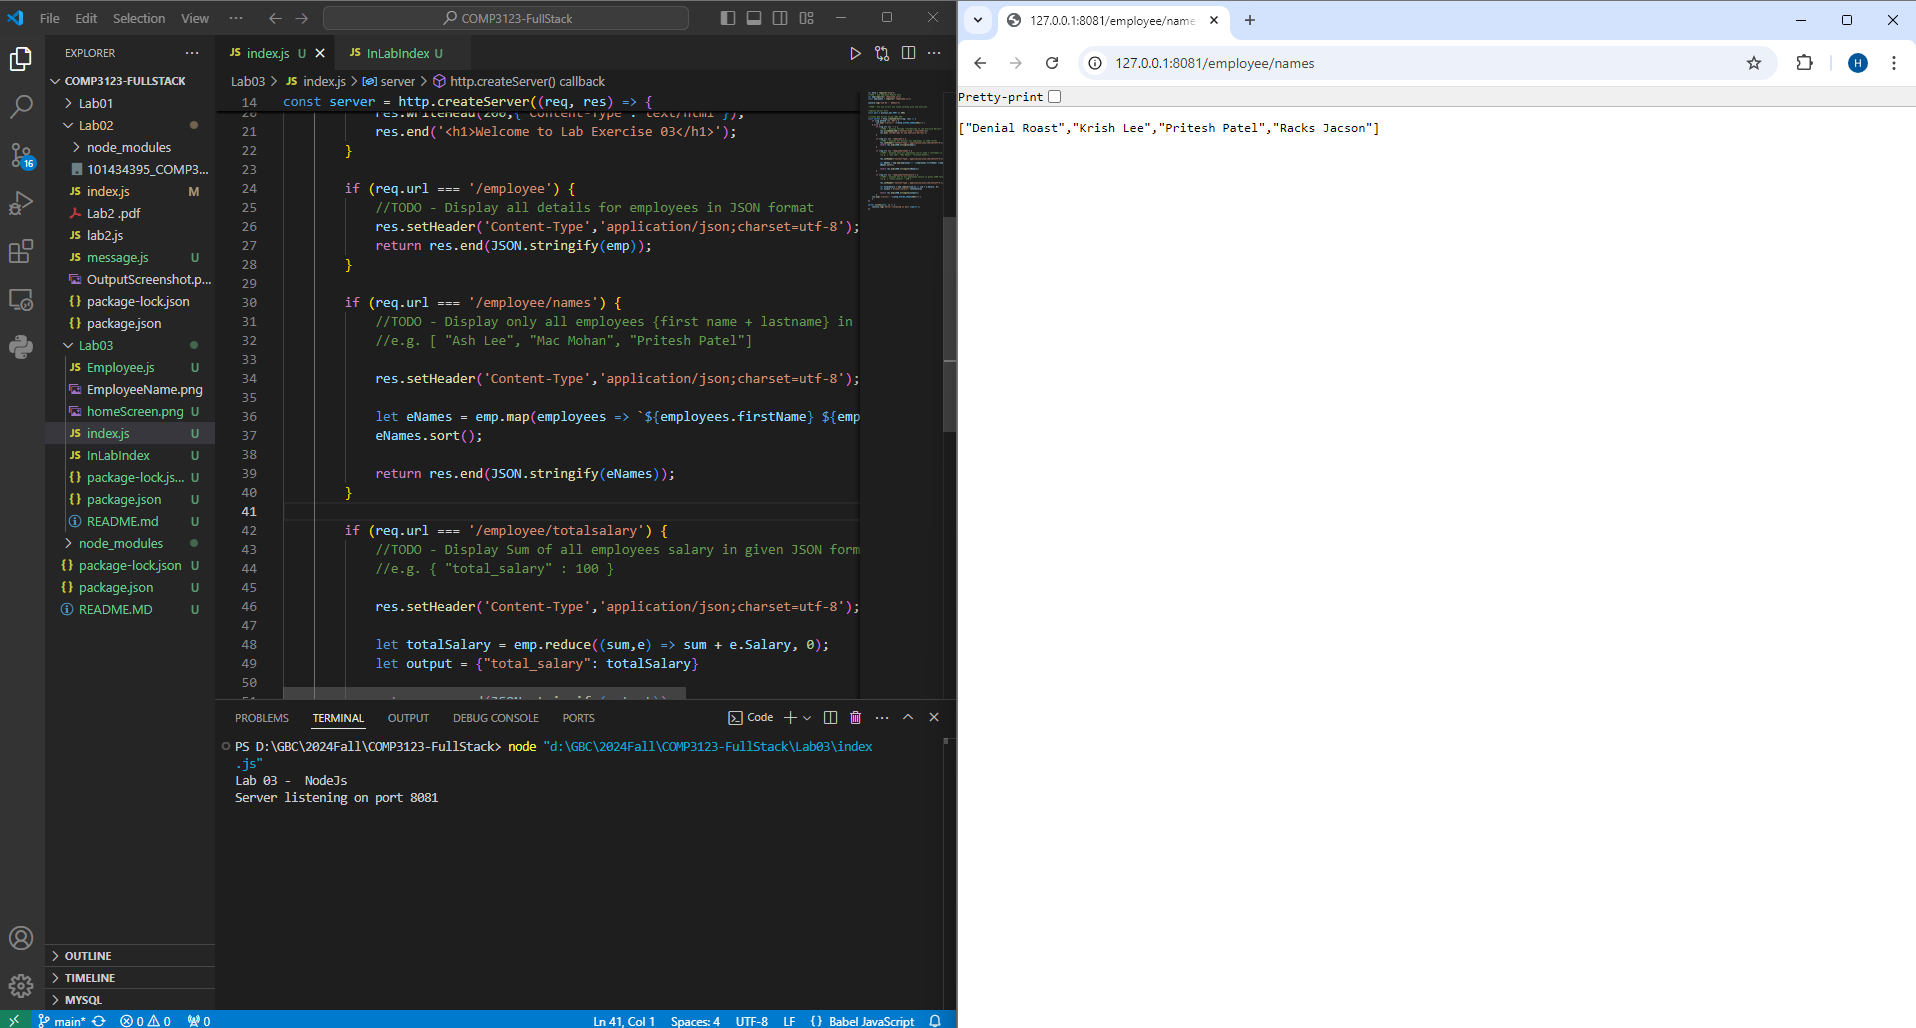 File Edit Selection View ··· COMP3123-FullStack
EXPLORER ···
COMP3123-FULLSTACK
Lab01
Lab02
node_modules
101434395_COMP3...
JS index.js M
Lab2 .pdf
JS lab2.js
JS message.js U
OutputScreenshot.p...
{} package-lock.json
{} package.json
Lab03
JS Employee.js U
EmployeeName.png
homeScreen.png U
JS index.js U
JS InLabIndex U
{} package-lock.js... U
{} package.json U
README.md U
node_modules
{} package-lock.json U
{} package.json U
README.MD U
OUTLINE
TIMELINE
MYSQL
16
JS index.js U JS InLabIndex U ···
Lab03 > JS index.js > server > http.createServer() callback
14 const server = http.createServer((req, res) => {
20 res.writeHead(200,{ 'Content-Type': 'text/html'});
21 res.end('<h1>Welcome to Lab Exercise 03</h1>');
22 }
23
24 if (req.url === '/employee') {
25 //TODO - Display all details for employees in JSON format
26 res.setHeader('Content-Type','application/json;charset=utf-8');
27 return res.end(JSON.stringify(emp));
28 }
29
30 if (req.url === '/employee/names') {
31 //TODO - Display only all employees {first name + lastname} in
32 //e.g. [ "Ash Lee", "Mac Mohan", "Pritesh Patel"]
33
34 res.setHeader('Content-Type','application/json;charset=utf-8');
35
36 let eNames = emp.map(employees => `${employees.firstName} ${emp
37 eNames.sort();
38
39 return res.end(JSON.stringify(eNames));
40 }
41
42 if (req.url === '/employee/totalsalary') {
43 //TODO - Display Sum of all employees salary in given JSON form
44 //e.g. { "total_salary" : 100 }
45
46 res.setHeader('Content-Type','application/json;charset=utf-8');
47
48 let totalSalary = emp.reduce((sum,e) => sum + e.Salary, 0);
49 let output = {"total_salary": totalSalary}
50
PROBLEMS TERMINAL OUTPUT DEBUG CONSOLE PORTS Code ···
PS D:\GBC\2024Fall\COMP3123-FullStack> node "d:\GBC\2024Fall\COMP3123-FullStack\Lab03\index
.js"
Lab 03 - NodeJs
Server listening on port 8081
main* 0 0 0 Ln 41, Col 1 Spaces: 4 UTF-8 LF {} Babel JavaScript
127.0.0.1:8081/employee/name
127.0.0.1:8081/employee/names H
Pretty-print
["Denial Roast","Krish Lee","Pritesh Patel","Racks Jacson"]